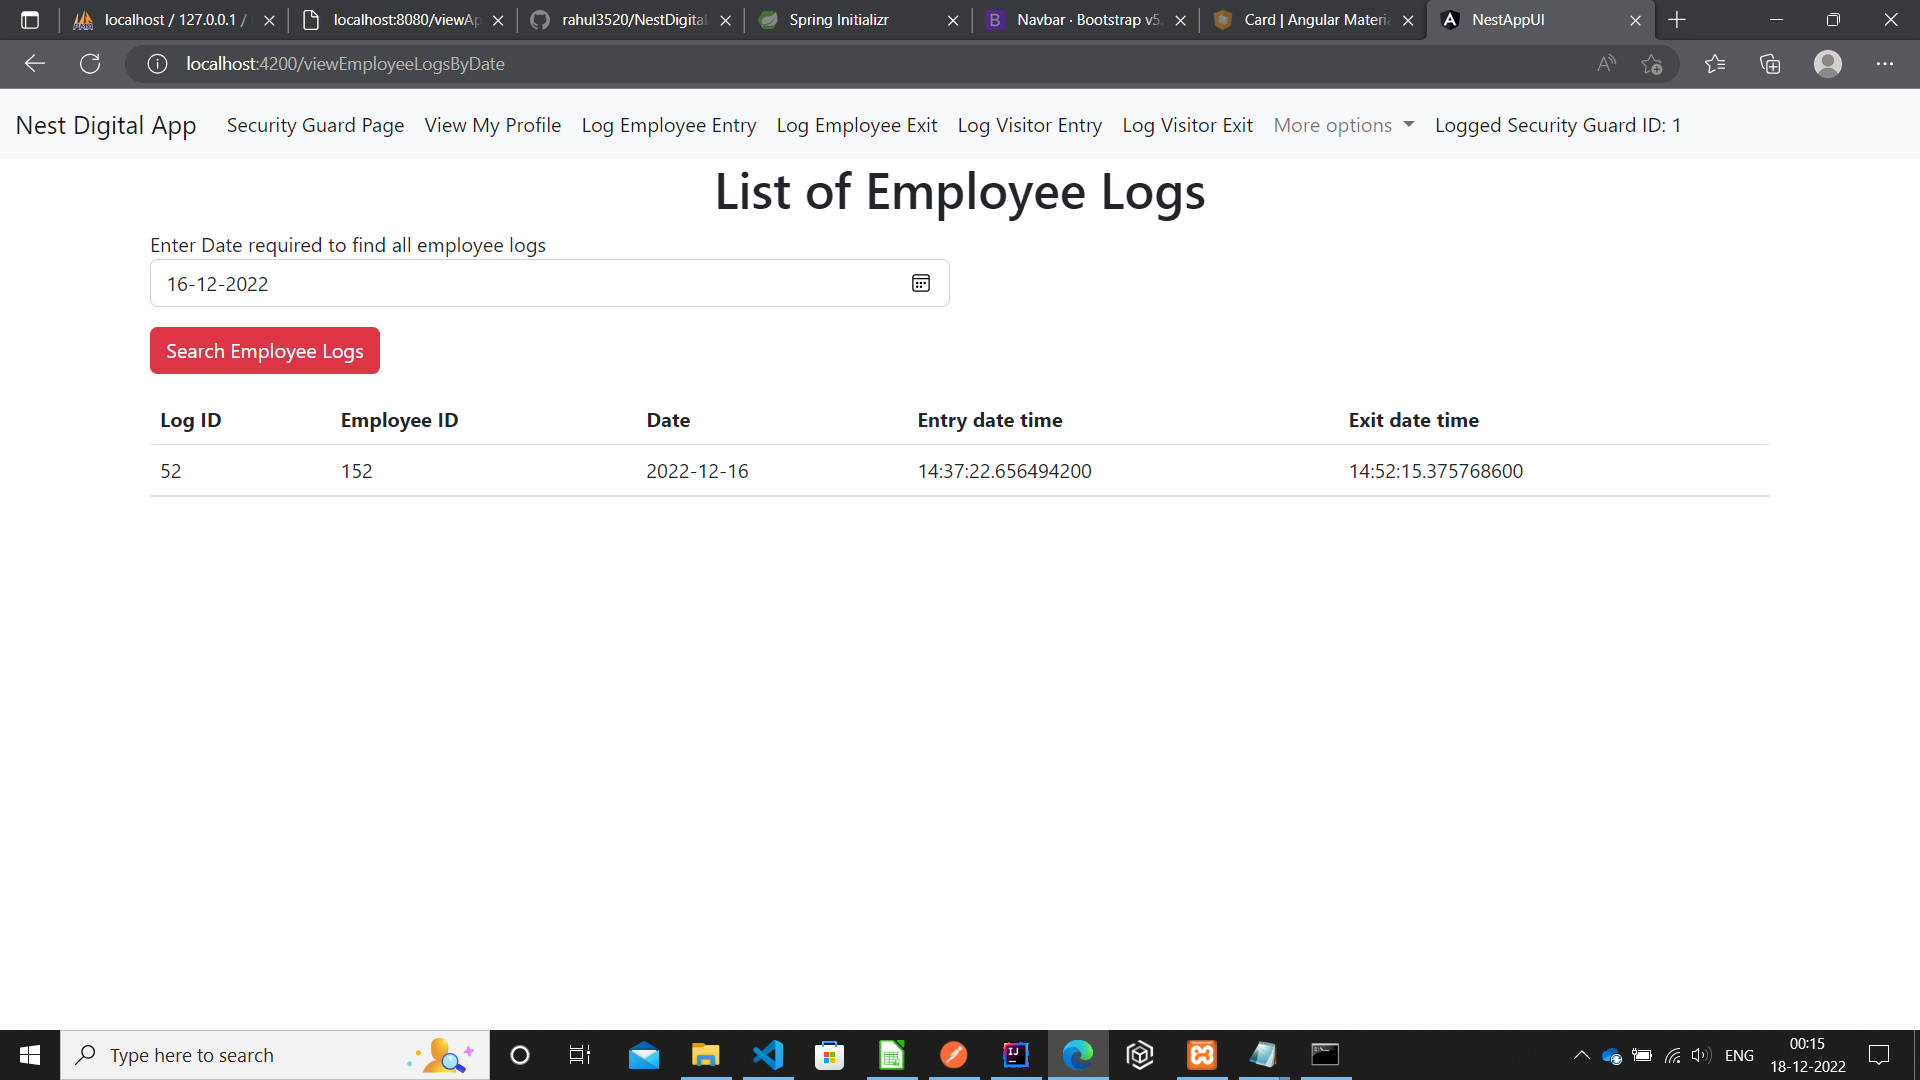 localhost / 127.0.0.1 /
localhost:8080/viewAp
rahul3520/NestDigital
Spring Initializr
B
Navbar · Bootstrap v5.
Card | Angular Materia
NestAppUI
localhost:4200/viewEmployeeLogsByDate
Nest Digital App Security Guard Page View My Profile Log Employee Entry Log Employee Exit Log Visitor Entry Log Visitor Exit More options Logged Security Guard ID: 1
List of Employee Logs
Enter Date required to find all employee logs
16-12-2022
Search Employee Logs
Log ID Employee ID Date Entry date time Exit date time
52 152 2022-12-16 14:37:22.656494200 14:52:15.375768600
Type here to search
ENG
00:15
18-12-2022